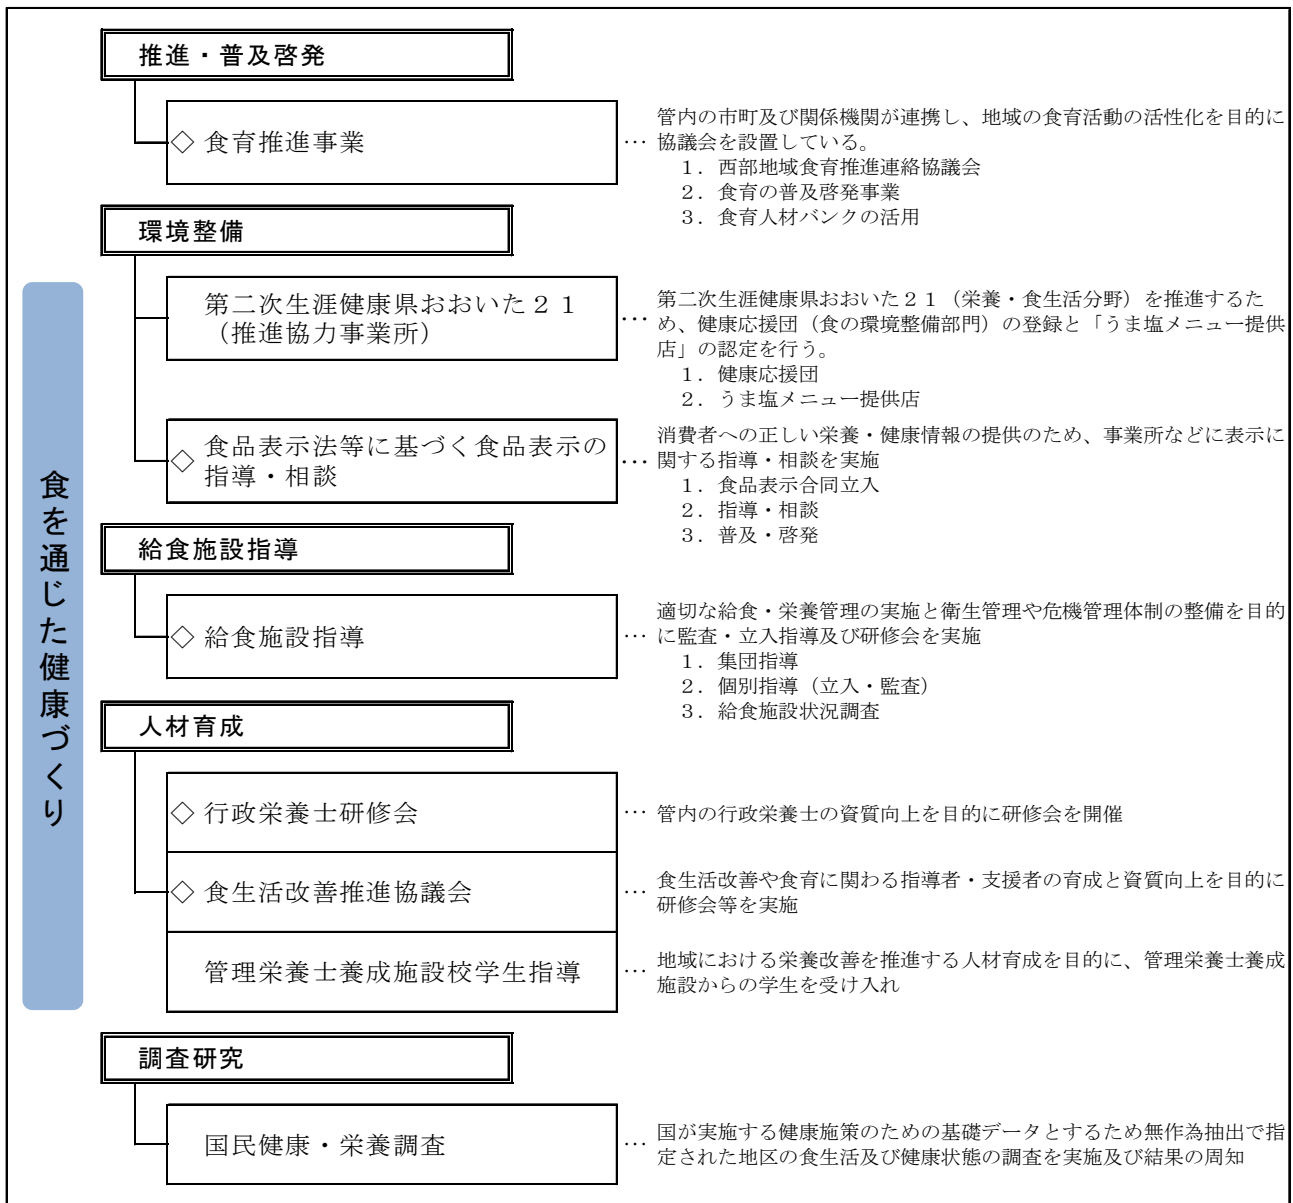 食を通じた健康づくり
推進・普及啓発
◇ 食育推進事業
… 管内の市町及び関係機関が連携し、地域の食育活動の活性化を目的に
協議会を設置している。
１．西部地域食育推進連絡協議会
２．食育の普及啓発事業
３．食育人材バンクの活用
環境整備
第二次生涯健康県おおいた２１
（推進協力事業所）
… 第二次生涯健康県おおいた２１（栄養・食生活分野）を推進するた
め、健康応援団（食の環境整備部門）の登録と「うま塩メニュー提供
店」の認定を行う。
１．健康応援団
２．うま塩メニュー提供店
◇ 食品表示法等に基づく食品表示の
指導・相談
消費者への正しい栄養・健康情報の提供のため、事業所などに表示に
… 関する指導・相談を実施
１．食品表示合同立入
２．指導・相談
３．普及・啓発
給食施設指導
◇ 給食施設指導
適切な給食・栄養管理の実施と衛生管理や危機管理体制の整備を目的
… に監査・立入指導及び研修会を実施
１．集団指導
２．個別指導（立入・監査）
３．給食施設状況調査
人材育成
◇ 行政栄養士研修会
… 管内の行政栄養士の資質向上を目的に研修会を開催
◇ 食生活改善推進協議会
… 食生活改善や食育に関わる指導者・支援者の育成と資質向上を目的に
研修会等を実施
管理栄養士養成施設校学生指導
… 地域における栄養改善を推進する人材育成を目的に、管理栄養士養成
施設からの学生を受け入れ
調査研究
国民健康・栄養調査
… 国が実施する健康施策のための基礎データとするため無作為抽出で指
定された地区の食生活及び健康状態の調査を実施及び結果の周知